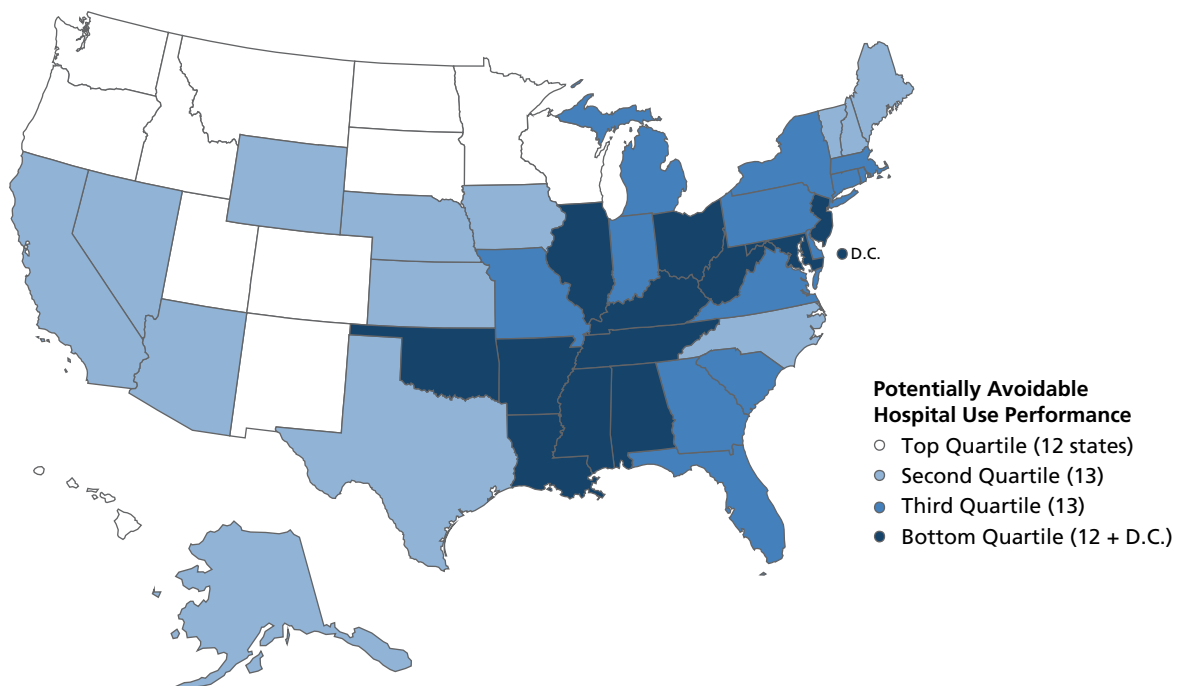 D.C.
Potentially Avoidable
Hospital Use Performance
Top Quartile (12 states)
Second Quartile (13)
Third Quartile (13)
Bottom Quartile (12 + D.C.)